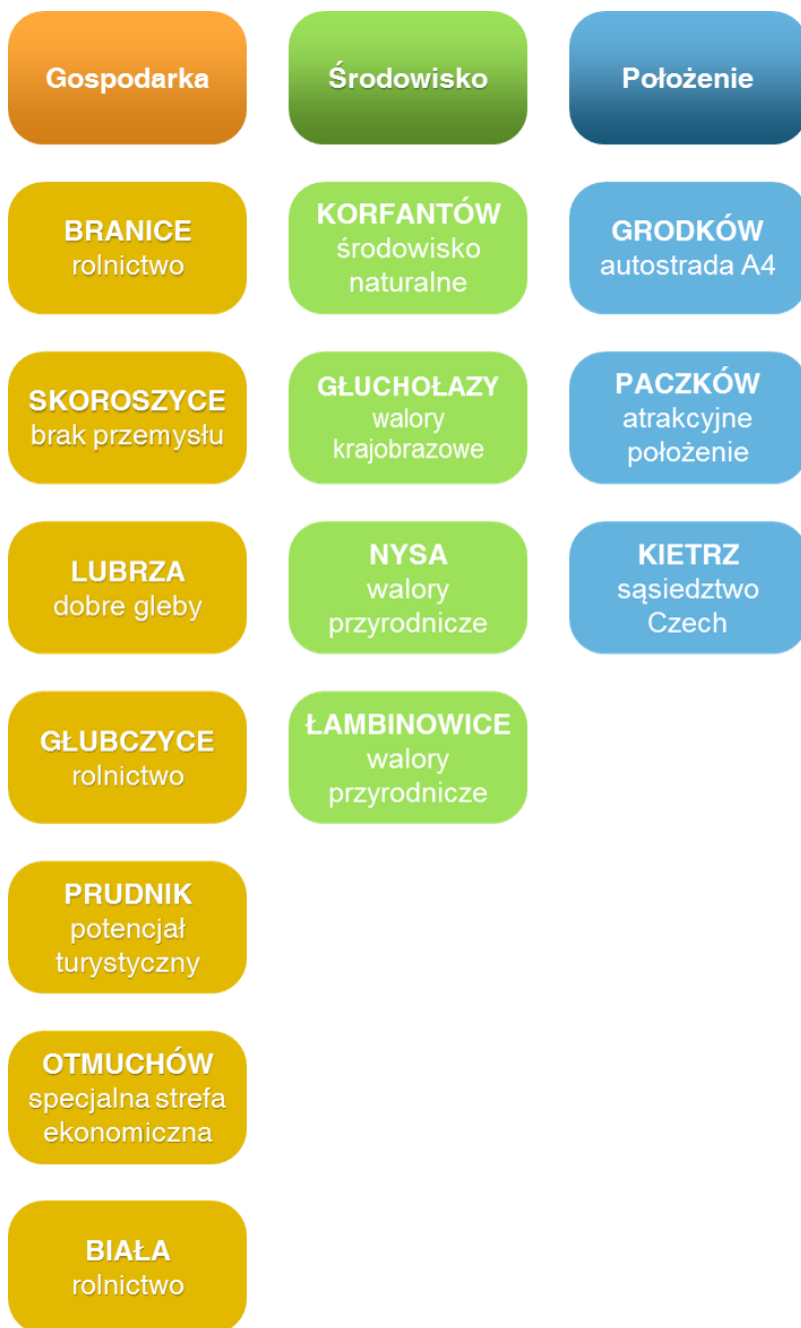 Gospodarka
BRANICE
rolnictwo
SKOROSZYCE
brak przemysłu
LUBRZA
dobre gleby
GŁUBCZYCE
rolnictwo
PRUDNIK
potencjał
turystyczny
OTMUCHÓW
specjalna strefa
ekonomiczna
BIAŁA
rolnictwo
Środowisko
KORFANTÓW
środowisko
naturalne
GŁUCHOŁAZY
walory
krajobrazowe
NYSA
walory
przyrodnicze
ŁAMBINOWICE
walory
przyrodnicze
Położenie
GRODKÓW
autostrada A4
PACZKÓW
atrakcyjne
położenie
KIETRZ
sąsiedztwo
Czech